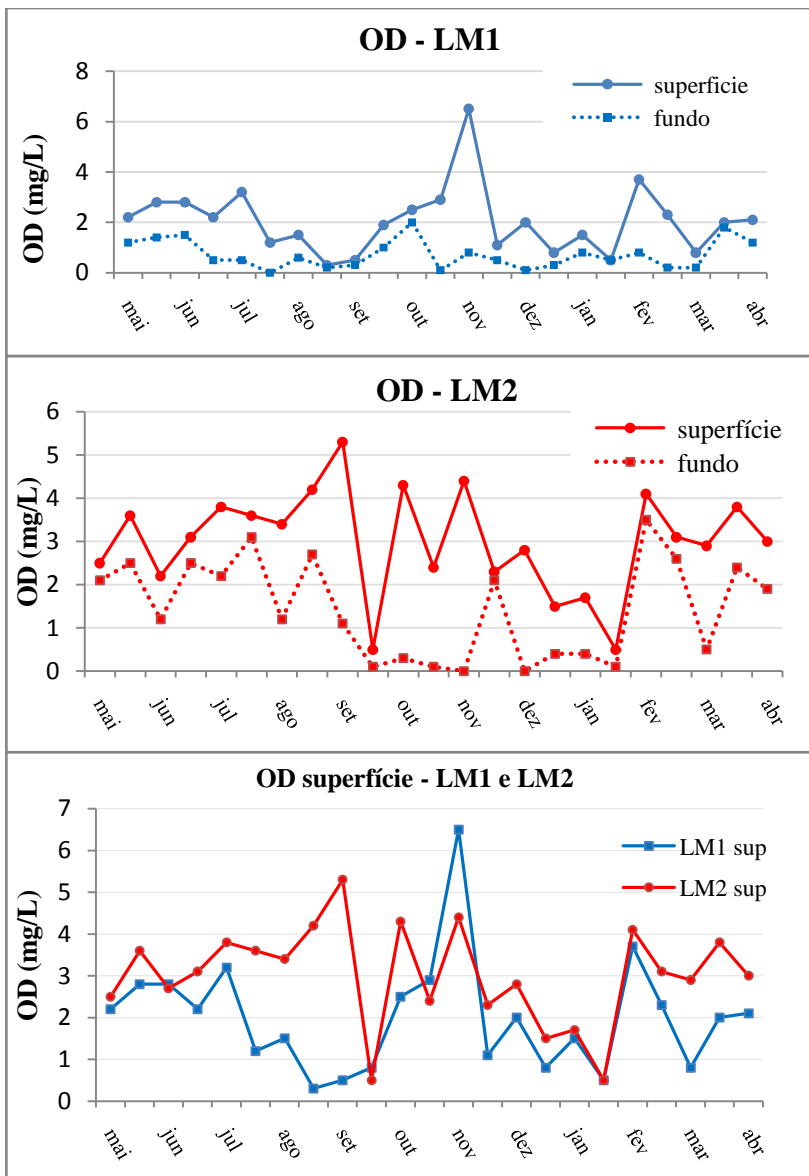 OD - LM1
8
6
4
2
0
OD (mg/L)
superficie
fundo
mai
jun
jul
ago
set
out
nov
dez
jan
fev
mar
abr
OD - LM2
6
5
4
3
2
1
0
OD (mg/L)
superfície
fundo
mai
jun
jul
ago
set
out
nov
dez
jan
fev
mar
abr
OD superfície - LM1 e LM2
7
6
5
4
3
2
1
0
OD (mg/L)
LM1 sup
LM2 sup
mai
jun
jul
ago
set
out
nov
dez
jan
fev
mar
abr